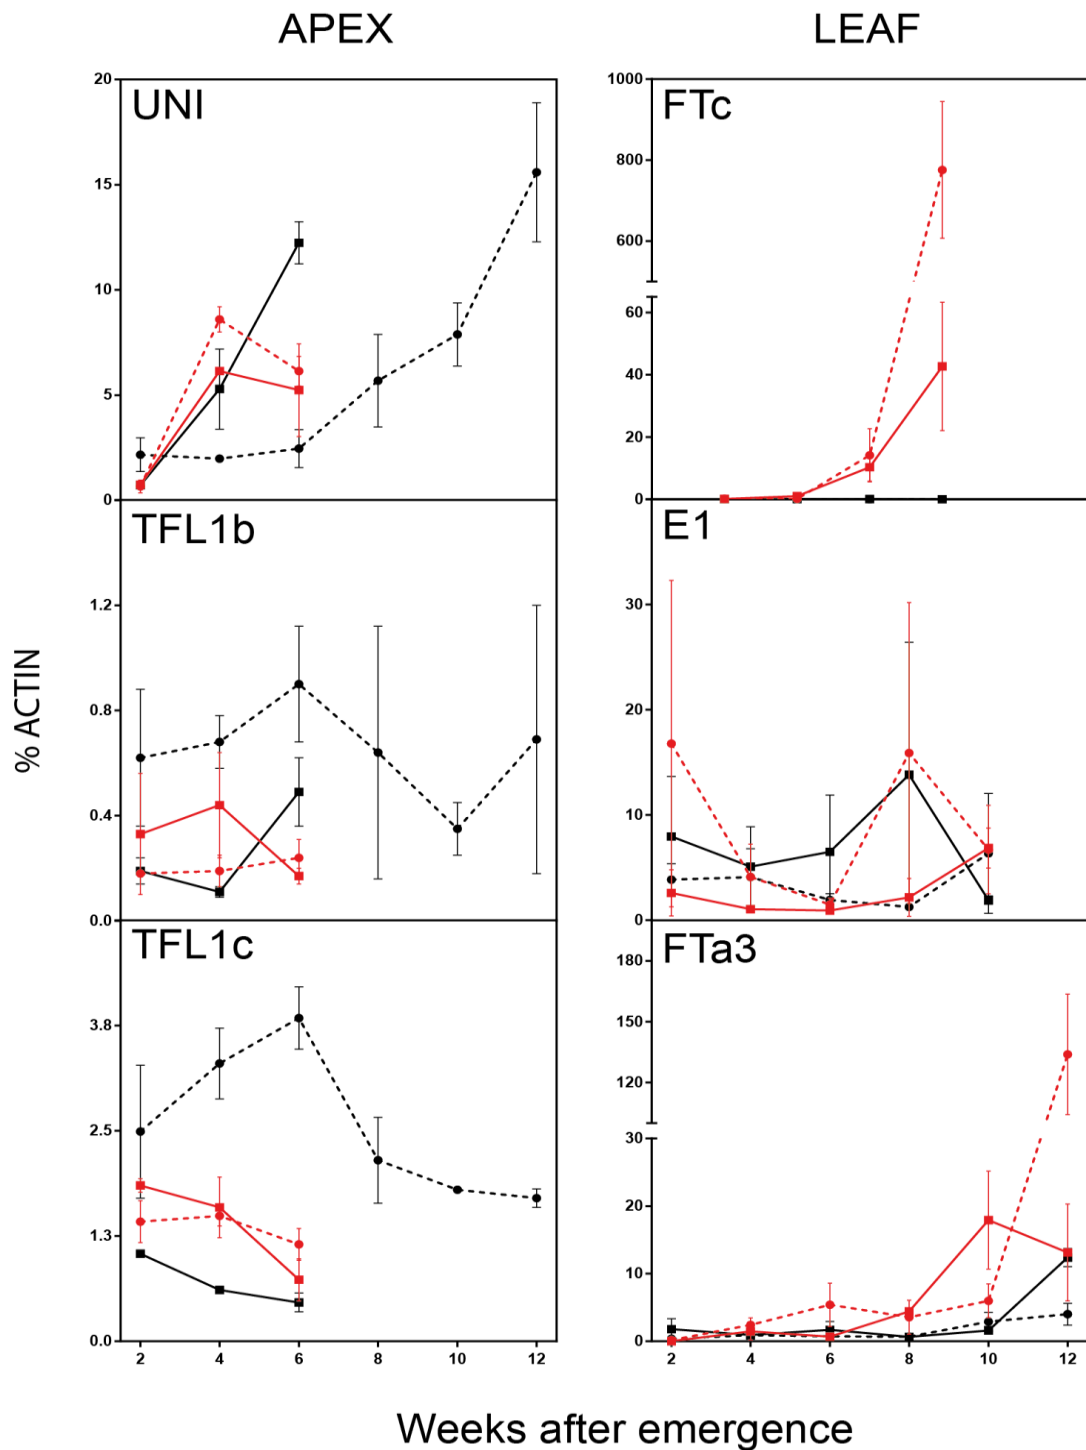 APEX LEAF
20 UNI 1000 FTc
15 800
600
10 60
40
5 20
0 0
TFL1b E1
1.2 30
0.8 20
0.4 10
0.0 0
TFL1c FTa3
180
3.8 150
120
2.5 30
20
1.3 10
0.0 0
2 4 6 8 10 12 2 4 6 8 10 12
% ACTIN
Weeks after emergence